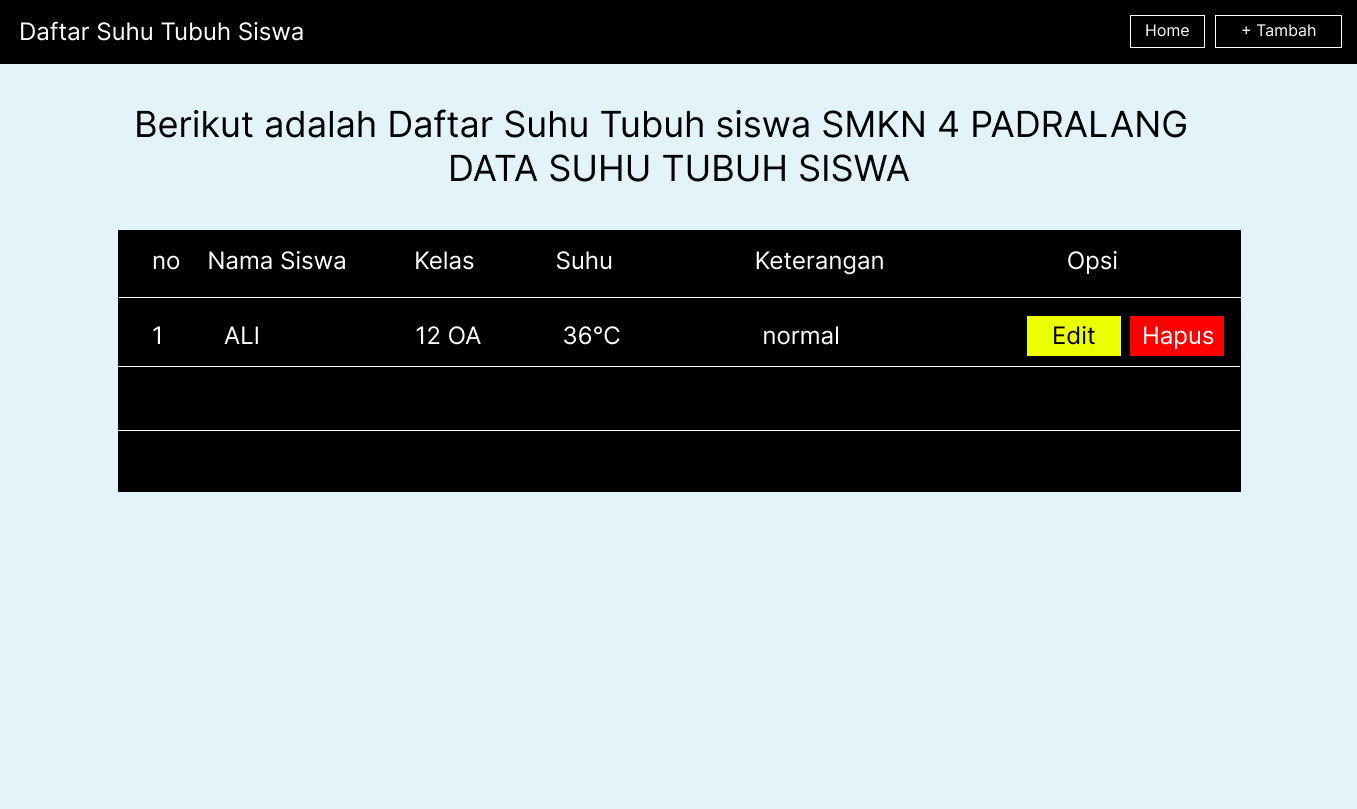 Daftar Suhu Tubuh Siswa Home + Tambah
Berikut adalah Daftar Suhu Tubuh siswa SMKN 4 PADRALANG
DATA SUHU TUBUH SISWA
no Nama Siswa Kelas Suhu Keterangan Opsi
1 ALI 12 OA 36°C normal Edit Hapus